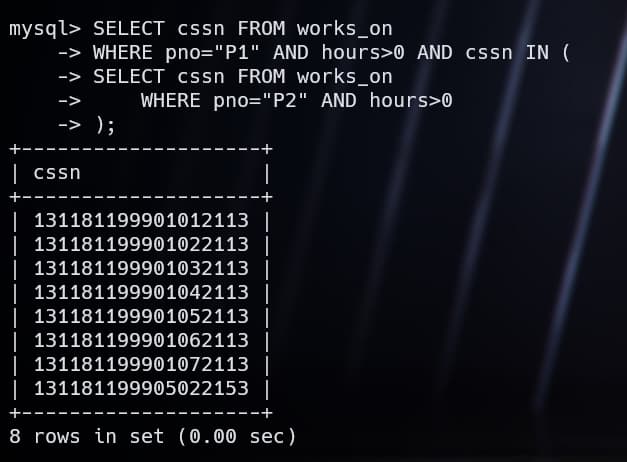 mysql> SELECT cssn FROM works_on
    -> WHERE pno="P1" AND hours>0 AND cssn IN (
    -> SELECT cssn FROM works_on
    ->     WHERE pno="P2" AND hours>0
    -> );
+--------------------+
| cssn               |
+--------------------+
| 131181199901012113 |
| 131181199901022113 |
| 131181199901032113 |
| 131181199901042113 |
| 131181199901052113 |
| 131181199901062113 |
| 131181199901072113 |
| 131181199905022153 |
+--------------------+
8 rows in set (0.00 sec)